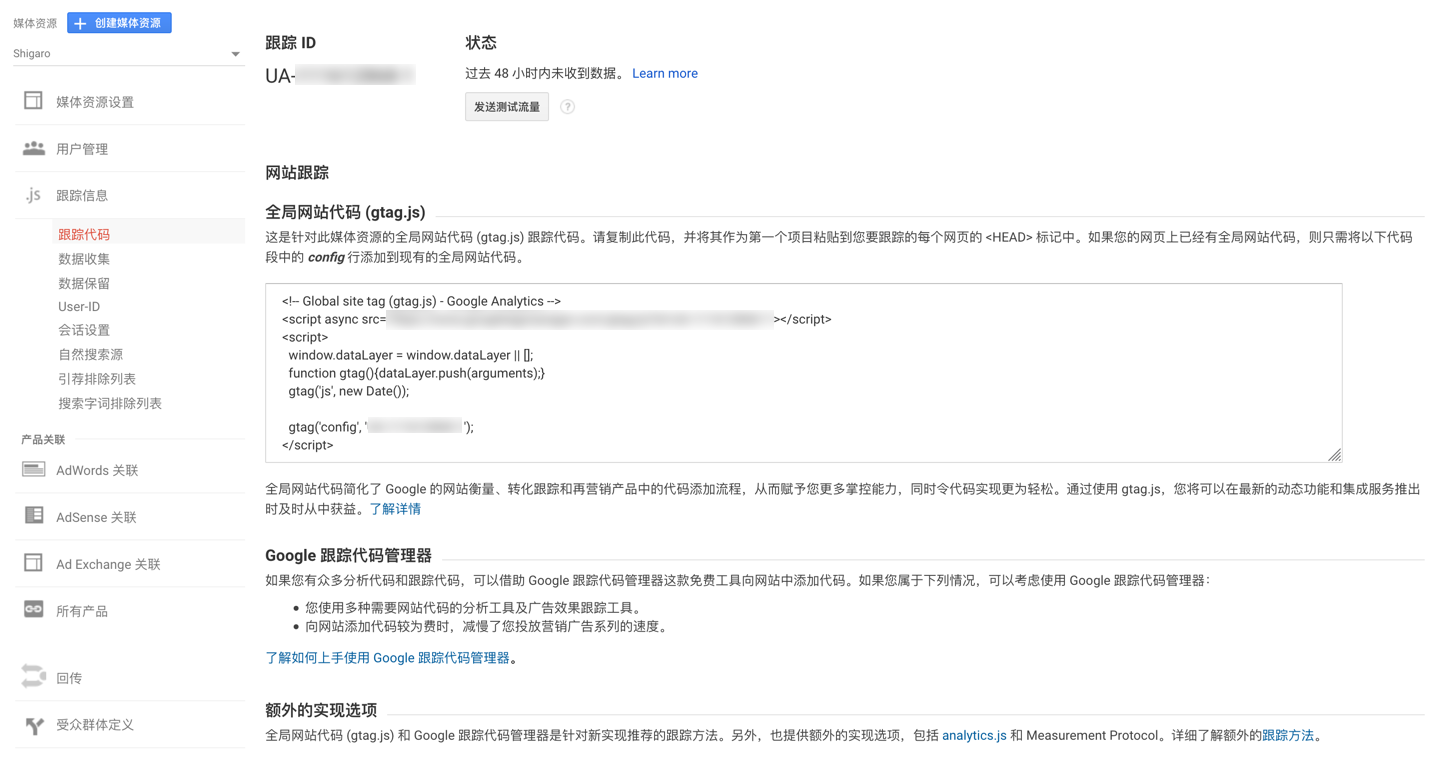 媒体资源
创建媒体资源
Shigaro
媒体资源设置
用户管理
.js 跟踪信息
跟踪代码
数据收集
数据保留
User-ID
会话设置
自然搜索源
引荐排除列表
搜索字词排除列表
产品关联
AdWords 关联
AdSense 关联
Ad Exchange 关联
所有产品
回传
受众群体定义
跟踪 ID
UA-
状态
过去 48 小时内未收到数据。 Learn more
发送测试流量 ?
网站跟踪
全局网站代码 (gtag.js)
这是针对此媒体资源的全局网站代码 (gtag.js) 跟踪代码。请复制此代码，并将其作为第一个项目粘贴到您要跟踪的每个网页的 <HEAD> 标记中。如果您的网页上已经有全局网站代码，则只需将以下代码
段中的 config 行添加到现有的全局网站代码。
<!-- Global site tag (gtag.js) - Google Analytics -->
<script async src= ></script>
<script>
window.dataLayer = window.dataLayer || [];
function gtag(){dataLayer.push(arguments);}
gtag('js', new Date());
gtag('config', ' ');
</script>
全局网站代码简化了 Google 的网站衡量、转化跟踪和再营销产品中的代码添加流程，从而赋予您更多掌控能力，同时令代码实现更为轻松。通过使用 gtag.js，您将可以在最新的动态功能和集成服务推出
时及时从中获益。了解详情
Google 跟踪代码管理器
如果您有众多分析代码和跟踪代码，可以借助 Google 跟踪代码管理器这款免费工具向网站中添加代码。如果您属于下列情况，可以考虑使用 Google 跟踪代码管理器：
• 您使用多种需要网站代码的分析工具及广告效果跟踪工具。
• 向网站添加代码较为费时，减慢了您投放营销广告系列的速度。
了解如何上手使用 Google 跟踪代码管理器。
额外的实现选项
全局网站代码 (gtag.js) 和 Google 跟踪代码管理器是针对新实现推荐的跟踪方法。另外，也提供额外的实现选项，包括 analytics.js 和 Measurement Protocol。详细了解额外的跟踪方法。